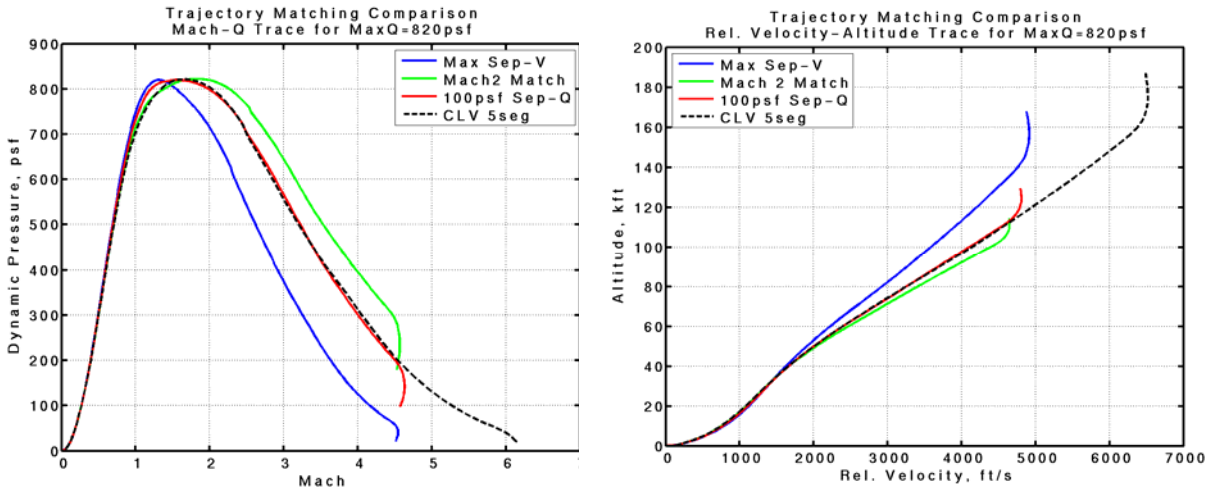 Trajectory Matching Comparison
Mach-Q Trace for MaxQ=820psf
900
800
700
600
500
400
300
200
100
0
Dynamic Pressure, psf
Max Sep-V
Mach2 Match
100psf Sep-Q
CLV 5seg
0 1 2 3 4 5 6
Mach
Trajectory Matching Comparison
Rel. Velocity-Altitude Trace for MaxQ=820psf
200
180
160
140
120
100
80
60
40
20
0
Altitude, kft
Max Sep-V
Mach 2 Match
100psf Sep-Q
CLV 5seg
0 1000 2000 3000 4000 5000 6000 7000
Rel. Velocity, ft/s